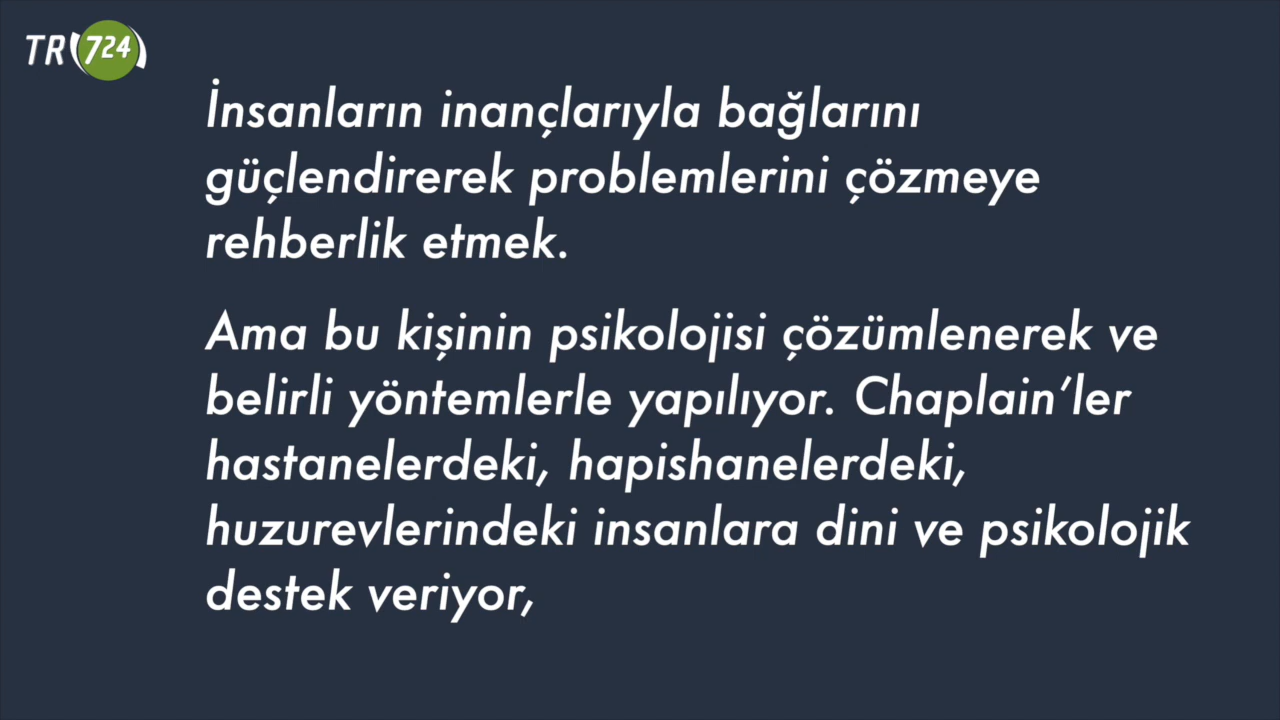 TR724
İnsanların inançlarıyla bağlarını
güçlendirerek problemlerini çözmeye
rehberlik etmek.
Ama bu kişinin psikolojisi çözümlenerek ve
belirli yöntemlerle yapılıyor. Chaplain’ler
hastanelerdeki, hapishanelerdeki,
huzurevlerindeki insanlara dini ve psikolojik
destek veriyor,